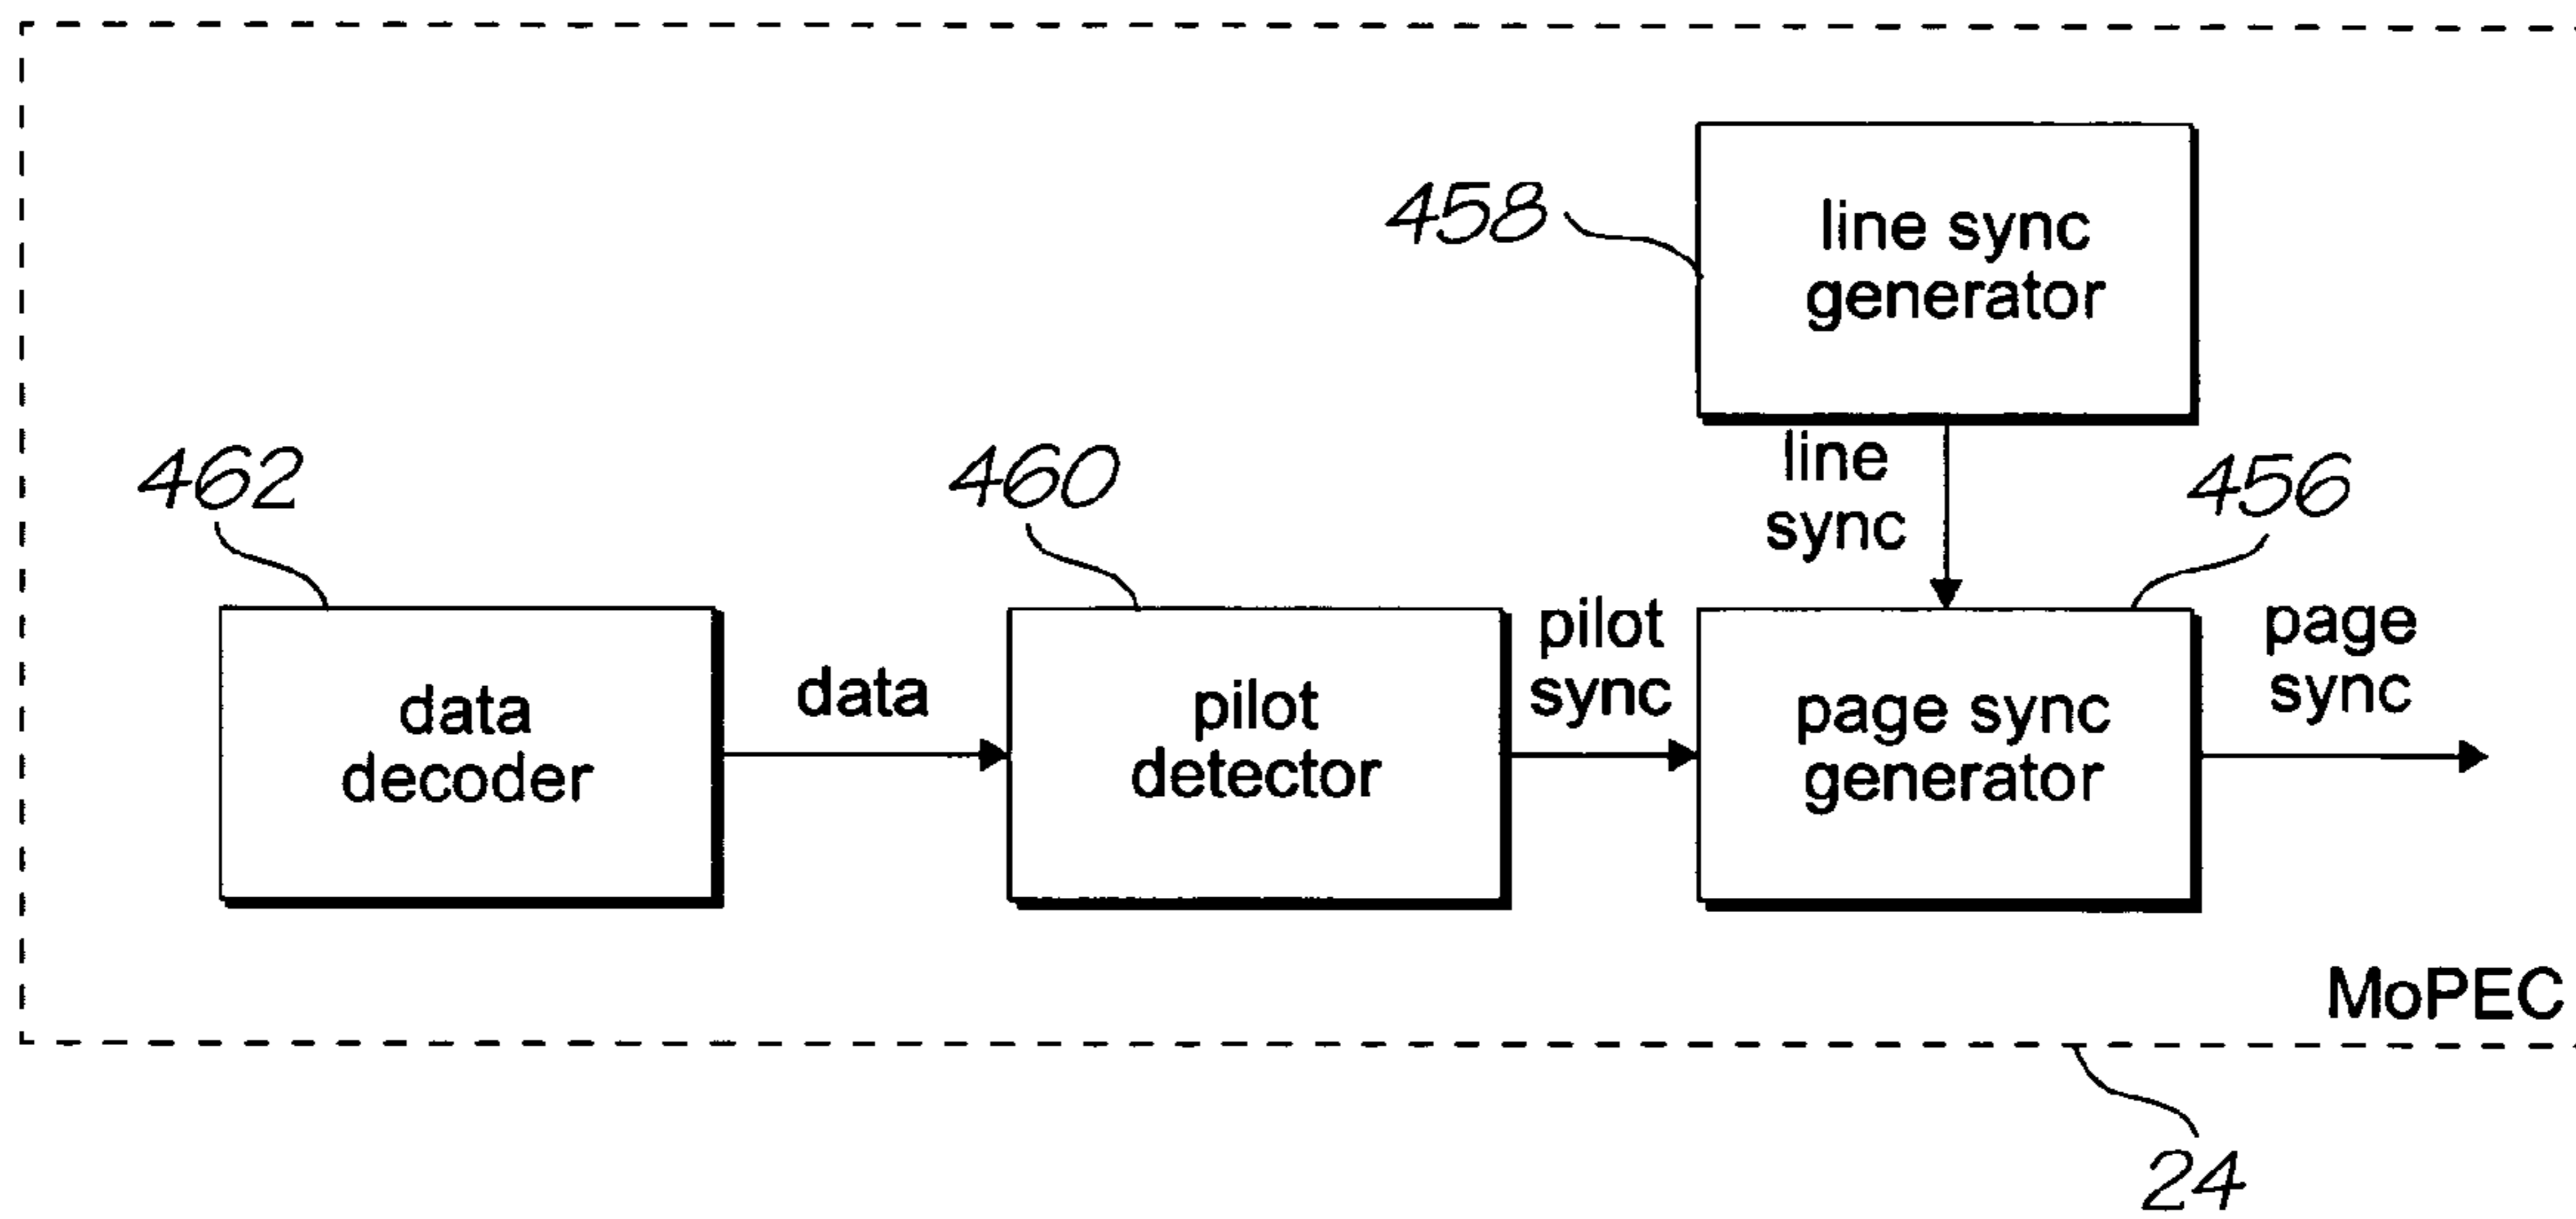 458
line sync
generator
line
sync
462
460
456
data
decoder
data
pilot
detector
pilot
sync
page sync
generator
page
sync
MoPEC
24